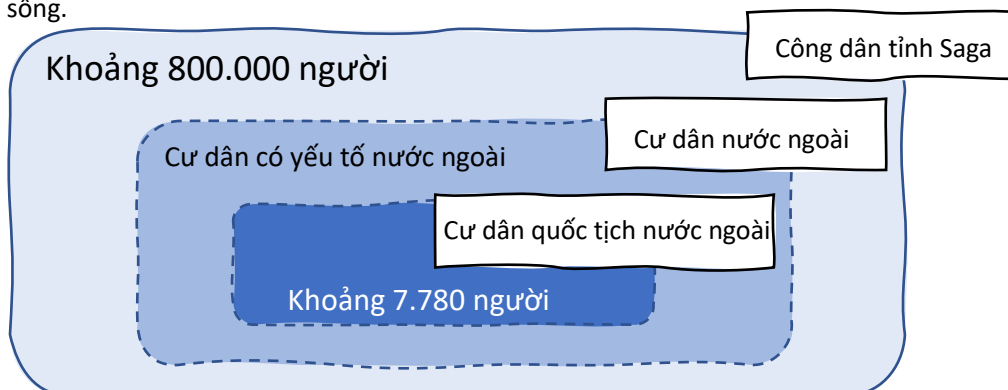 sống.
Công dân tỉnh Saga
Khoảng 800.000 người
Cư dân nước ngoài
Cư dân có yếu tố nước ngoài
Cư dân quốc tịch nước ngoài
Khoảng 7.780 người